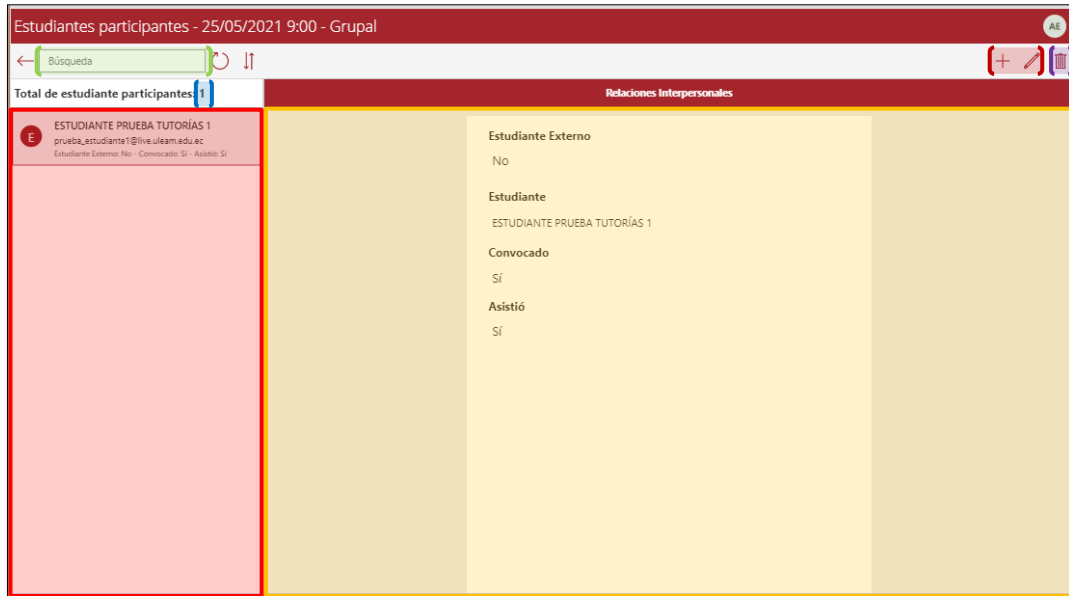 Estudiantes participantes - 25/05/2021 9:00 - Grupal
AE
Búsqueda
Total de estudiante participantes: 1
Relaciones Interpersonales
E
ESTUDIANTE PRUEBA TUTORÍAS 1
prueba_estudiante1@live.uleam.edu.ec
Estudiante Externo: No - Convocado: Si - Asistió: Si
Estudiante Externo
No
Estudiante
ESTUDIANTE PRUEBA TUTORÍAS 1
Convocado
Sí
Asistió
Sí